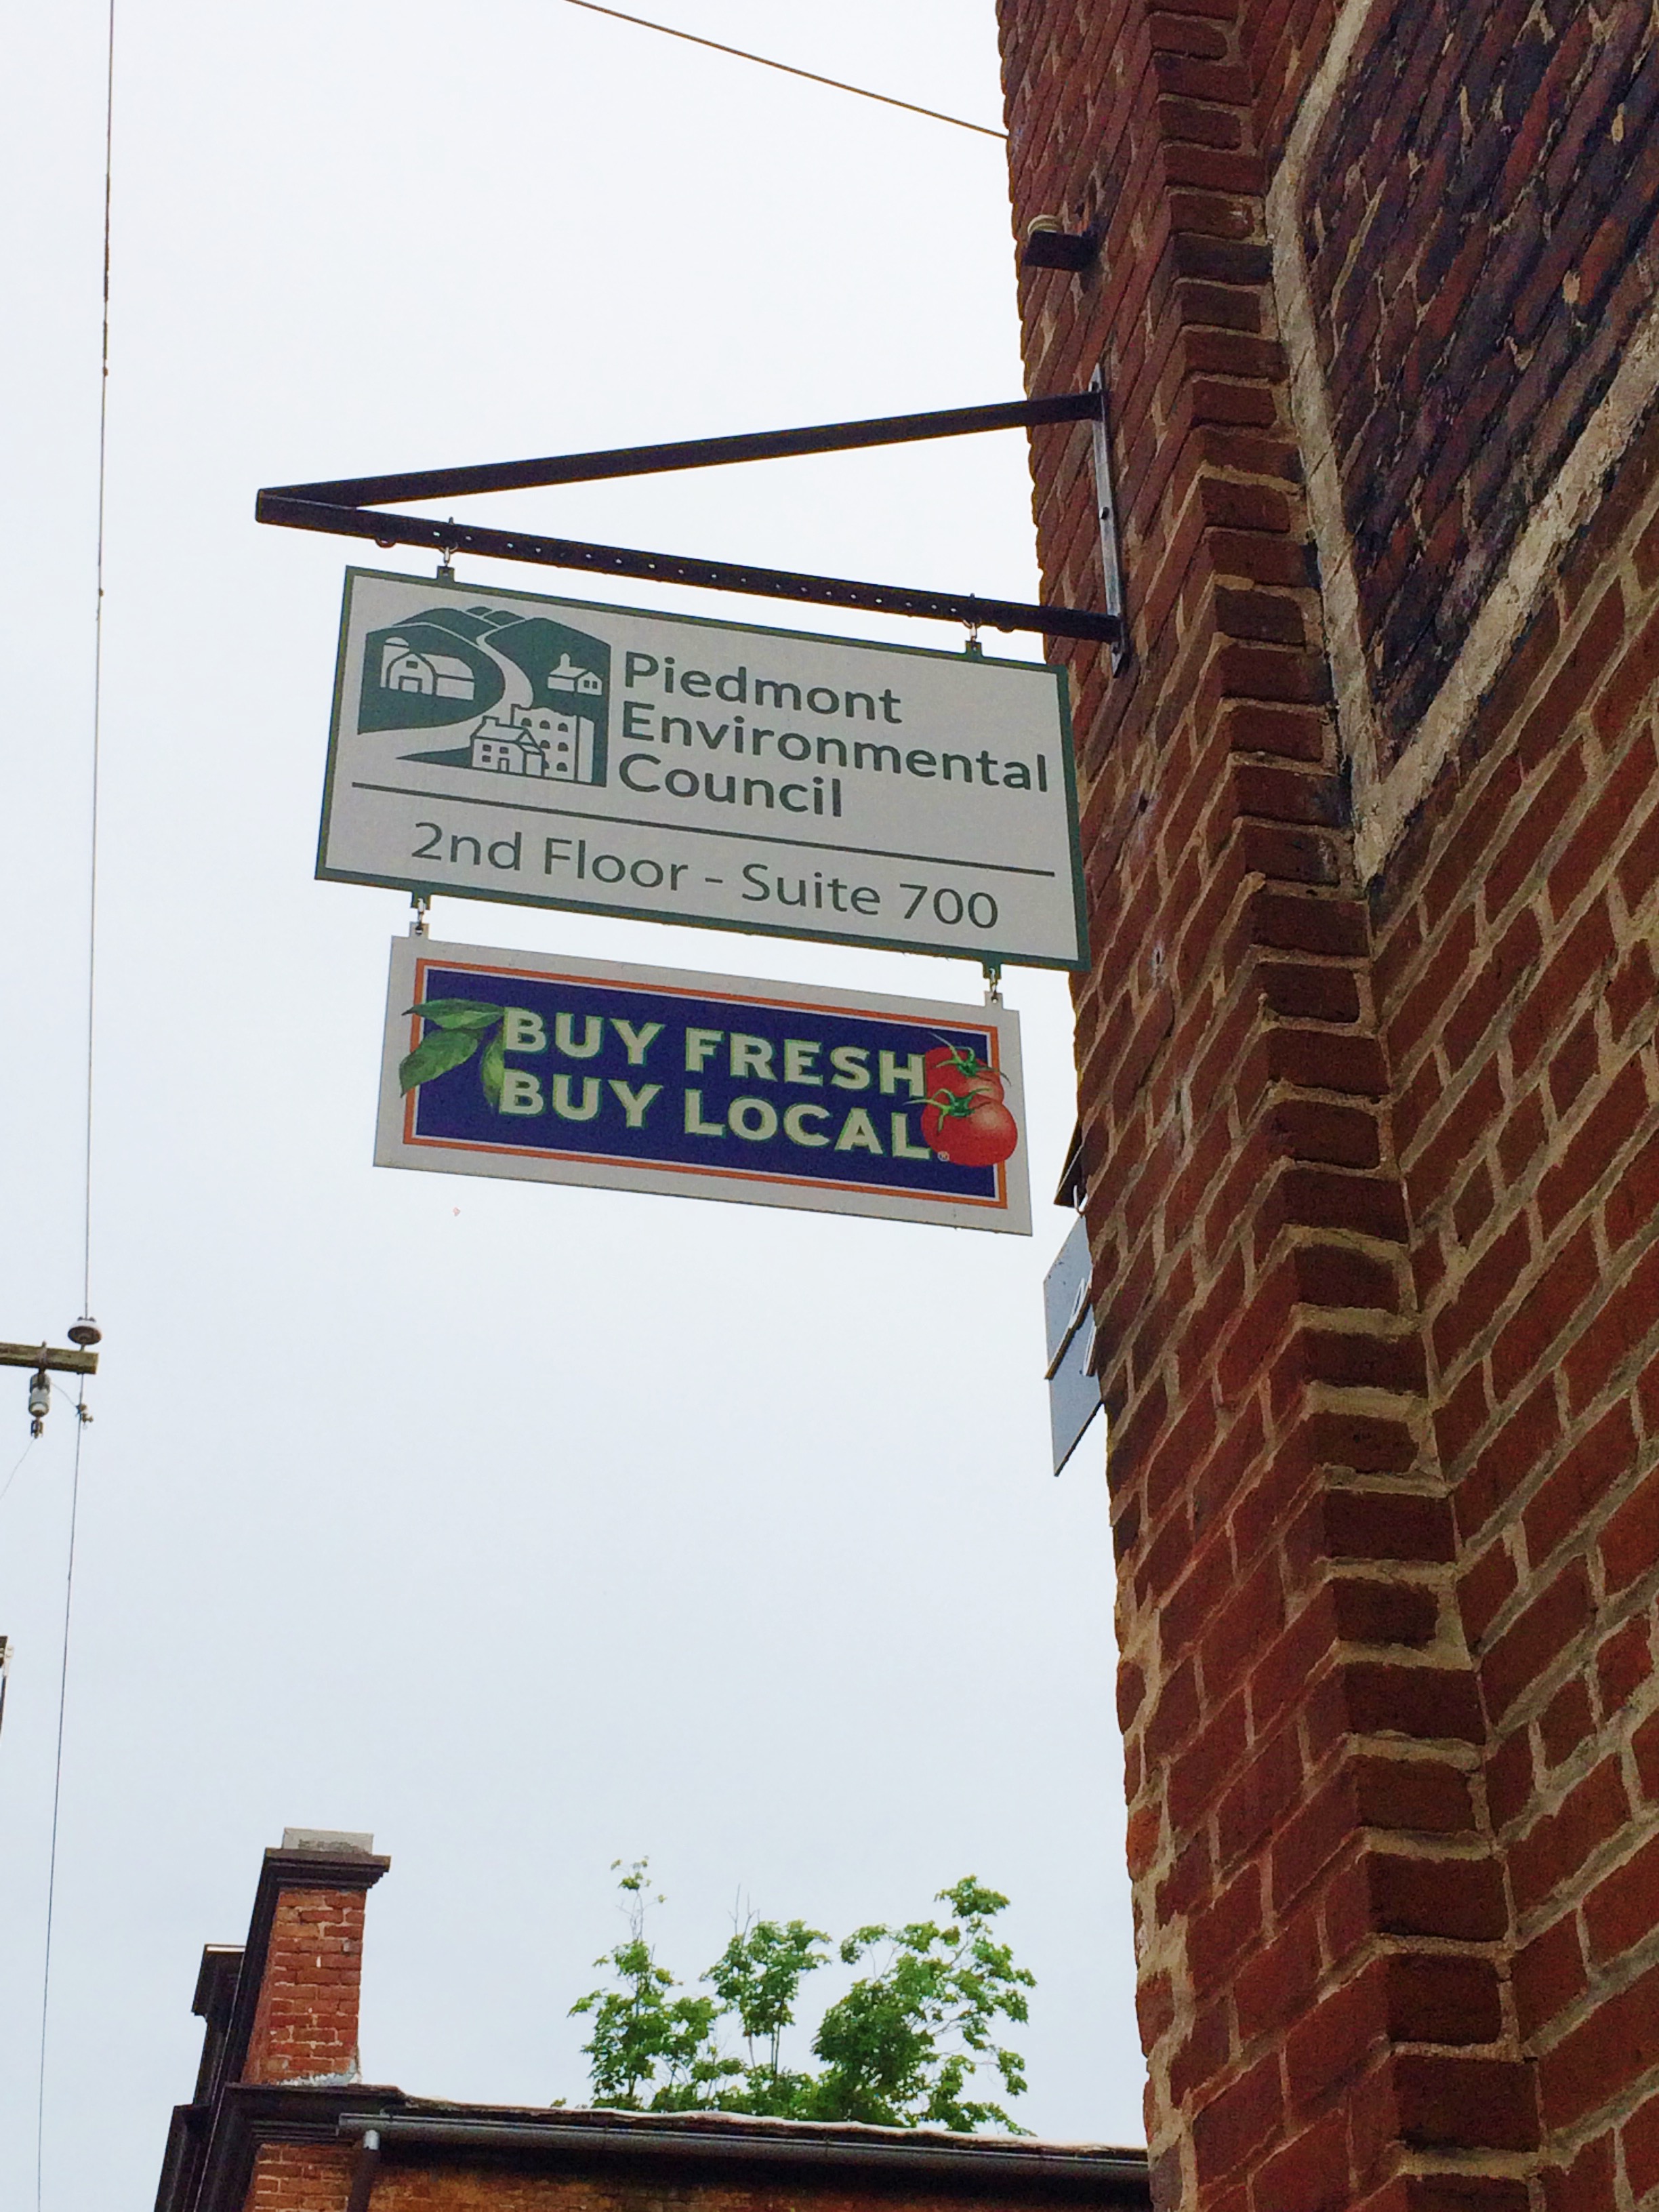 Piedmont
Environmental
Council
2nd Floor - Suite 700
BUY FRESH
BUY LOCAL®